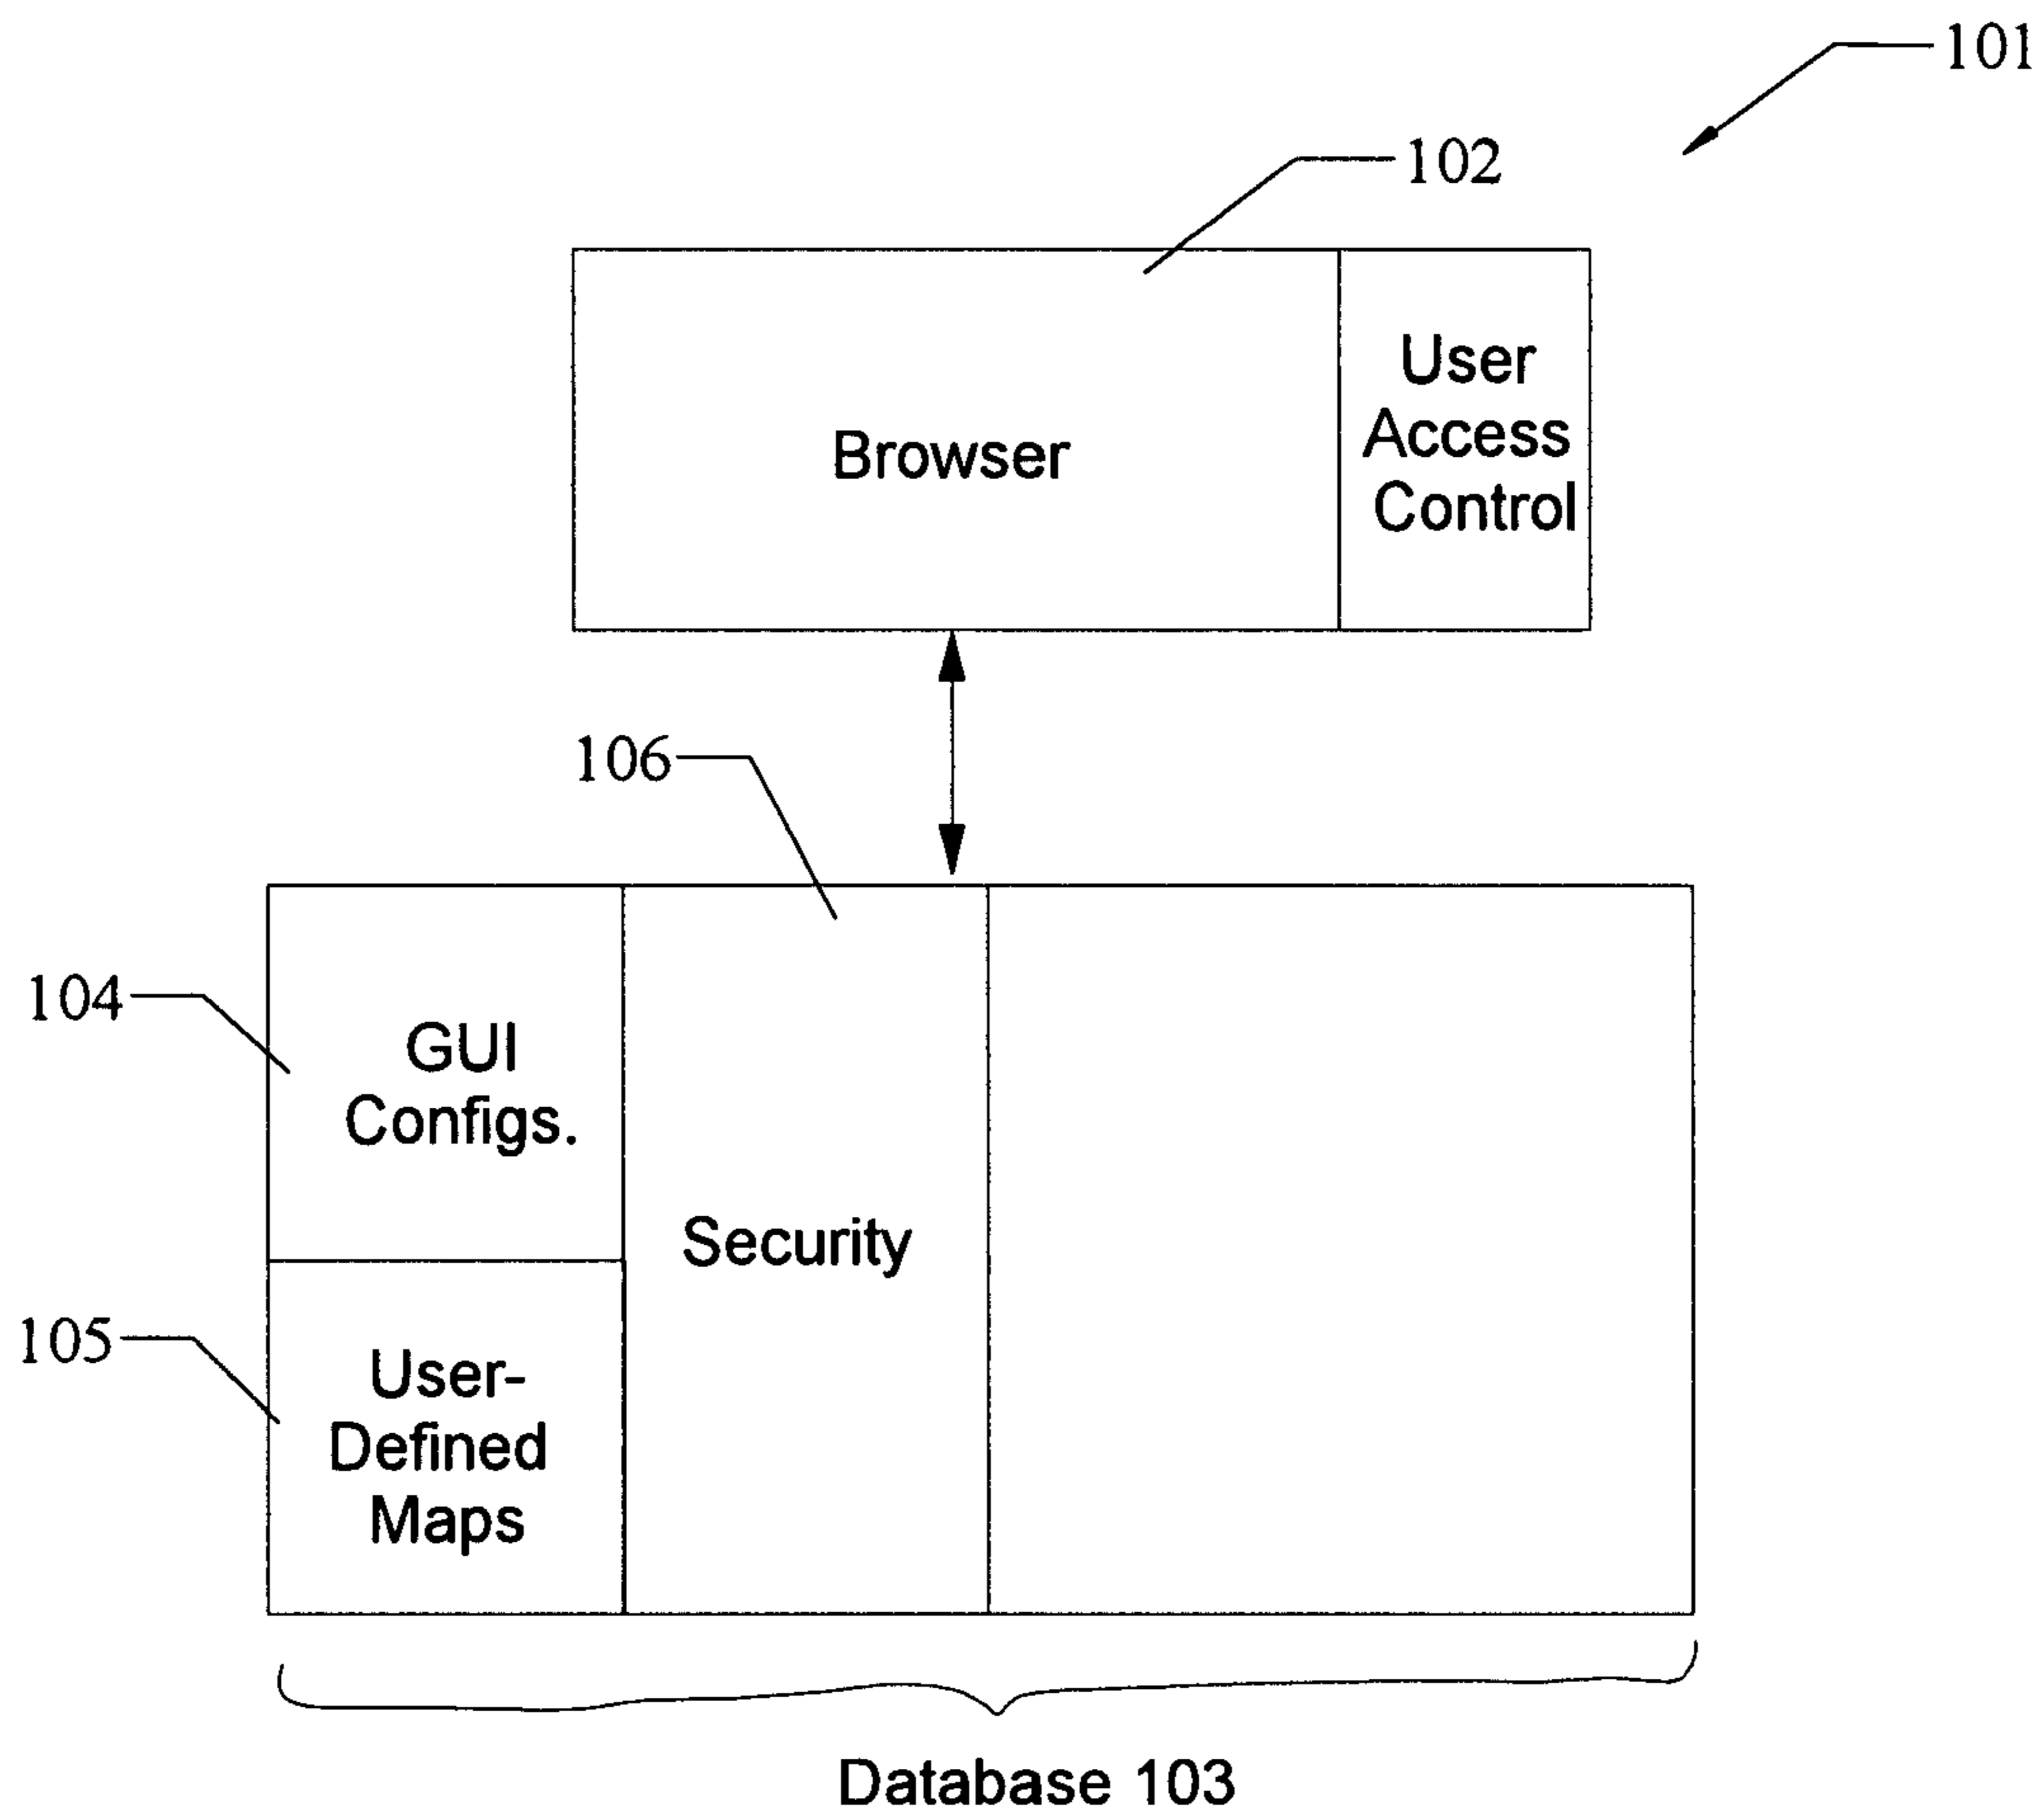 101
102
Browser
User
Access
Control
106
104
GUI
Configs.
Security
105
User-
Defined
Maps
Database 103